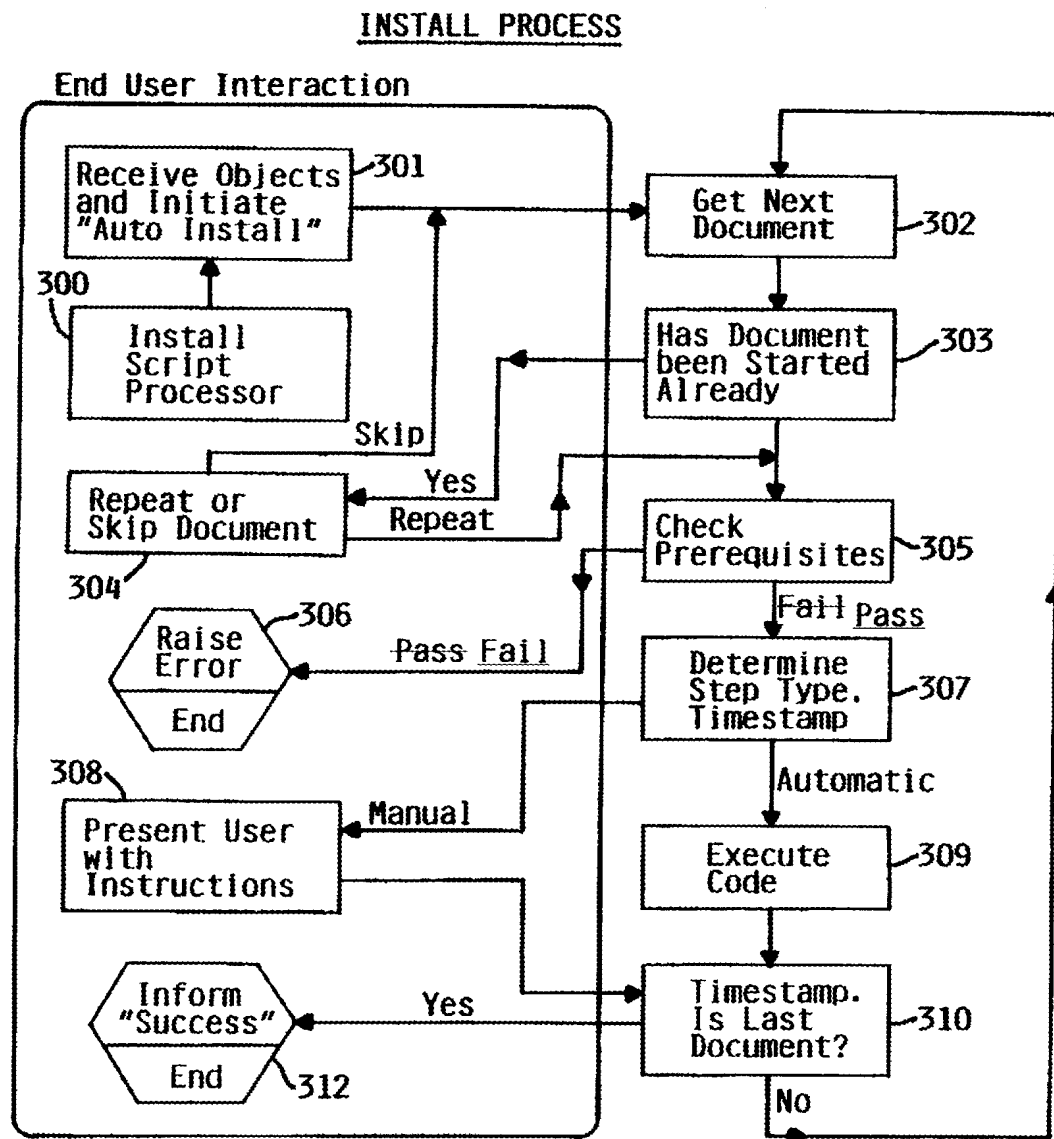 INSTALL PROCESS
End User Interaction
Receive Objects
and Initiate
"Auto Install"
301
Get Next
Document
302
300
Install
Script
Processor
Has Document
been Started
Already
303
Skip
Yes
Repeat or
Skip Document
304
Repeat
Check
Prerequisites
305
Fail Pass
306
Raise
Error
End
Pass Fail
Determine
Step Type.
Timestamp
307
308
Manual
Automatic
Present User
with
Instructions
Execute
Code
309
Inform
"Success"
End
312
Yes
Timestamp.
Is Last
Document?
310
No